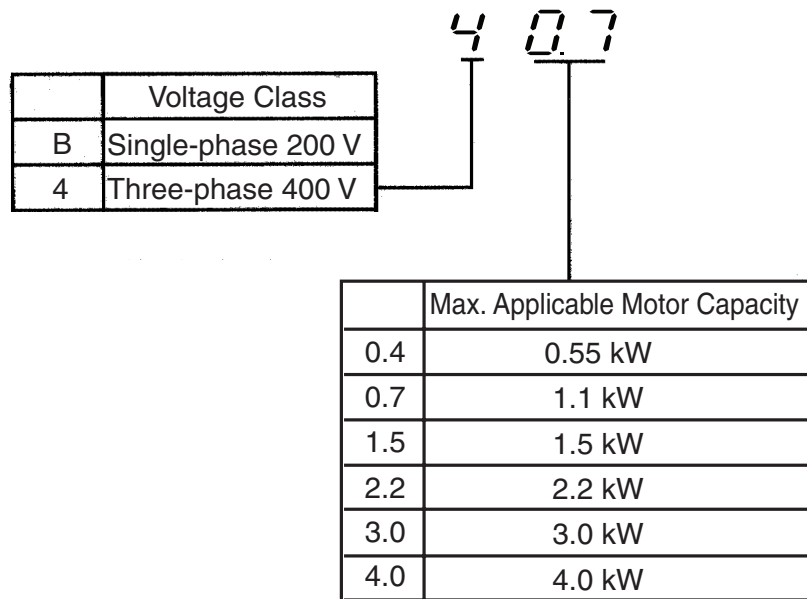 4 0.7
Voltage Class
B Single-phase 200 V
4 Three-phase 400 V
Max. Applicable Motor Capacity
0.4 0.55 kW
0.7 1.1 kW
1.5 1.5 kW
2.2 2.2 kW
3.0 3.0 kW
4.0 4.0 kW